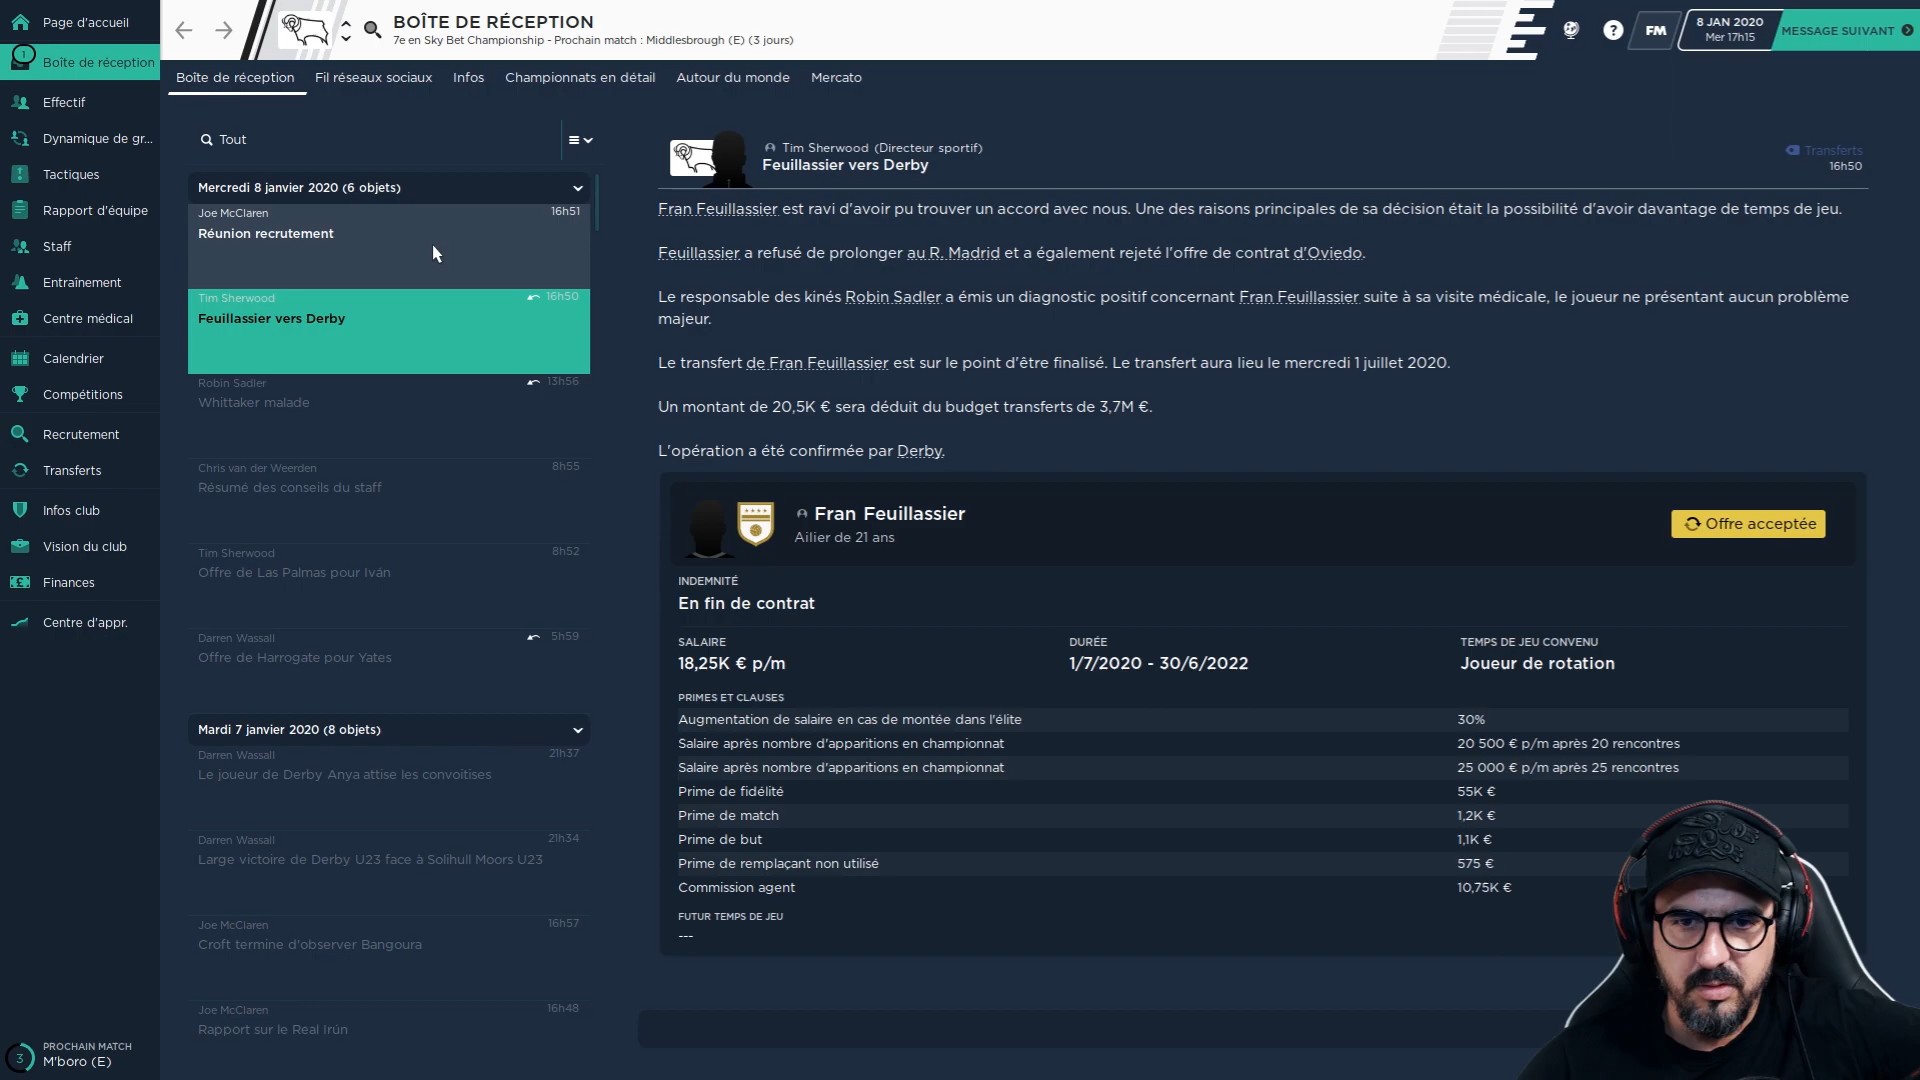 Page d'accueil
1
Boîte de réception
Effectif
Dynamique de gr...
Tactiques
Rapport d'équipe
Staff
Entraînement
Centre médical
Calendrier
Compétitions
Recrutement
Transferts
Infos club
Vision du club
Finances
Centre d'appr.
3
PROCHAIN MATCH
M'boro (E)
BOÎTE DE RÉCEPTION
7e en Sky Bet Championship - Prochain match : Middlesbrough (E) (3 jours)
?
FM
8 JAN 2020
Mer 17h15
MESSAGE SUIVANT
Boîte de réception
Fil réseaux sociaux
Infos
Championnats en détail
Autour du monde
Mercato
Tout
Mercredi 8 janvier 2020 (6 objets)
Joe McClaren 16h51
Réunion recrutement
Tim Sherwood 16h50
Feuillassier vers Derby
Robin Sadler 13h56
Whittaker malade
Chris van der Weerden 8h55
Résumé des conseils du staff
Tim Sherwood 8h52
Offre de Las Palmas pour Iván
Darren Wassall 5h59
Offre de Harrogate pour Yates
Mardi 7 janvier 2020 (8 objets)
Darren Wassall 21h37
Le joueur de Derby Anya attise les convoitises
Darren Wassall 21h34
Large victoire de Derby U23 face à Solihull Moors U23
Joe McClaren 16h57
Croft termine d'observer Bangoura
Joe McClaren 16h48
Rapport sur le Real Irún
Tim Sherwood (Directeur sportif)
Feuillassier vers Derby
Transferts
16h50
Fran Feuillassier est ravi d'avoir pu trouver un accord avec nous. Une des raisons principales de sa décision était la possibilité d'avoir davantage de temps de jeu.
Feuillassier a refusé de prolonger au R. Madrid et a également rejeté l'offre de contrat d'Oviedo.
Le responsable des kinés Robin Sadler a émis un diagnostic positif concernant Fran Feuillassier suite à sa visite médicale, le joueur ne présentant aucun problème
majeur.
Le transfert de Fran Feuillassier est sur le point d'être finalisé. Le transfert aura lieu le mercredi 1 juillet 2020.
Un montant de 20,5K € sera déduit du budget transferts de 3,7M €.
L'opération a été confirmée par Derby.
Fran Feuillassier
Ailier de 21 ans
Offre acceptée
INDEMNITÉ
En fin de contrat
SALAIRE
18,25K € p/m
DURÉE
1/7/2020 - 30/6/2022
TEMPS DE JEU CONVENU
Joueur de rotation
PRIMES ET CLAUSES
Augmentation de salaire en cas de montée dans l'élite 30%
Salaire après nombre d'apparitions en championnat 20 500 € p/m après 20 rencontres
Salaire après nombre d'apparitions en championnat 25 000 € p/m après 25 rencontres
Prime de fidélité 55K €
Prime de match 1,2K €
Prime de but 1,1K €
Prime de remplaçant non utilisé 575 €
Commission agent 10,75K €
FUTUR TEMPS DE JEU
---